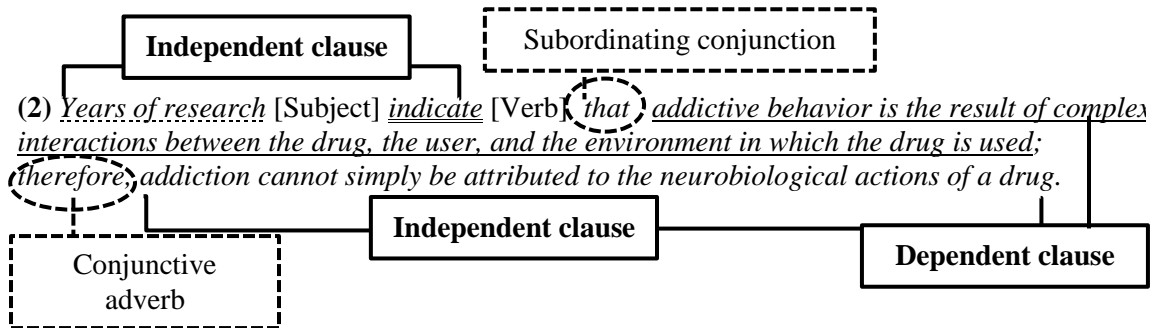 Subordinating conjunction
Independent clause
(2) Years of research [Subject] indicate [Verb] that addictive behavior is the result of complex
interactions between the drug, the user, and the environment in which the drug is used;
therefore, addiction cannot simply be attributed to the neurobiological actions of a drug.
Independent clause
Dependent clause
Conjunctive
adverb